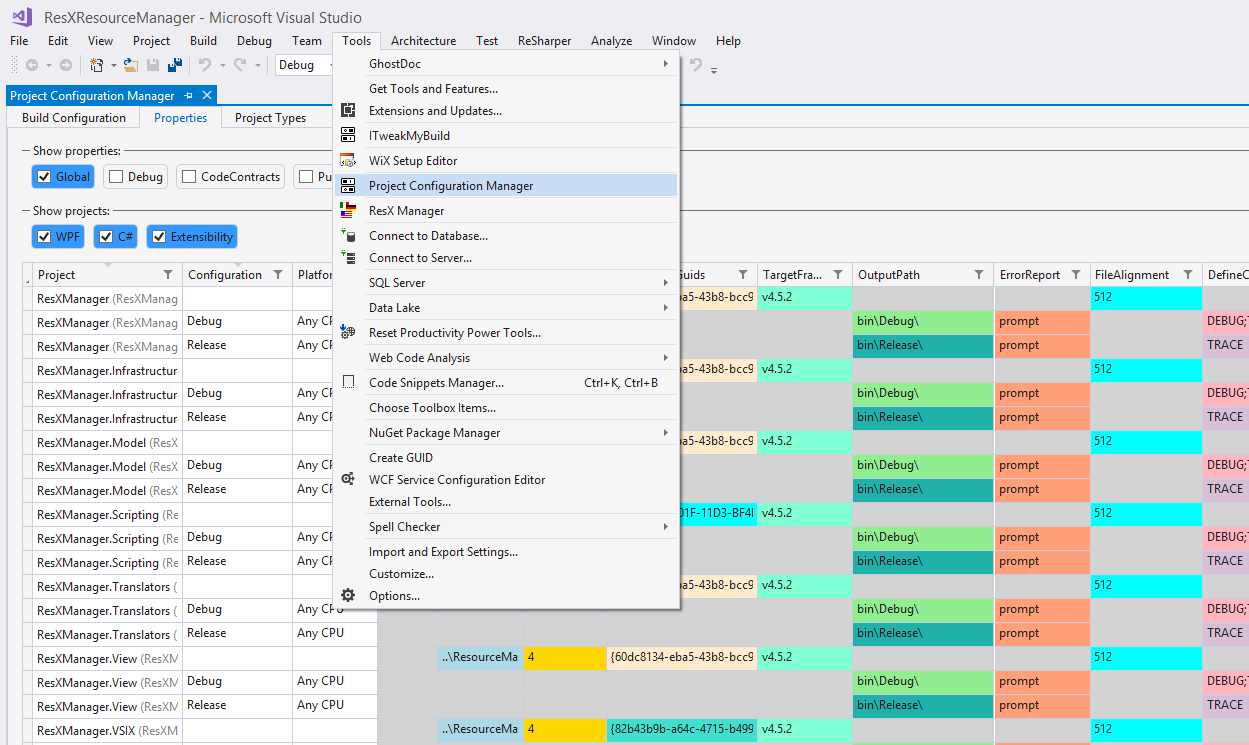 ResXResourceManager - Microsoft Visual Studio
File Edit View Project Build Debug Team Tools Architecture Test ReSharper Analyze Window Help
Debug
Project Configuration Manager
Build Configuration Properties Project Types
Show properties:
Global Debug CodeContracts Pu
Show projects:
WPF C# Extensibility
GhostDoc
Get Tools and Features...
Extensions and Updates...
ITweakMyBuild
WiX Setup Editor
Project Configuration Manager
ResX Manager
Connect to Database...
Connect to Server...
SQL Server
Data Lake
Reset Productivity Power Tools...
Web Code Analysis
Code Snippets Manager... Ctrl+K, Ctrl+B
Choose Toolbox Items...
NuGet Package Manager
Create GUID
WCF Service Configuration Editor
External Tools...
Spell Checker
Import and Export Settings...
Customize...
Options...
Project Configuration Platfor Guids TargetFra... OutputPath ErrorReport FileAlignment DefineC
ResXManager (ResXManag ba5-43b8-bcc9 v4.5.2 512
ResXManager (ResXManag Debug Any CP bin\Debug\ prompt DEBUG;T
ResXManager (ResXManag Release Any CP bin\Release\ prompt TRACE
ResXManager.Infrastructur ba5-43b8-bcc9 v4.5.2 512
ResXManager.Infrastructur Debug Any CP bin\Debug\ prompt DEBUG;T
ResXManager.Infrastructur Release Any CP bin\Release\ prompt TRACE
ResXManager.Model (ResX ba5-43b8-bcc9 v4.5.2 512
ResXManager.Model (ResX Debug Any CP bin\Debug\ prompt DEBUG;T
ResXManager.Model (ResX Release Any CP bin\Release\ prompt TRACE
ResXManager.Scripting (Re 01F-11D3-BF4I v4.5.2 512
ResXManager.Scripting (Re Debug Any CP bin\Debug\ prompt DEBUG;T
ResXManager.Scripting (Re Release Any CP bin\Release\ prompt TRACE
ResXManager.Translators ( ba5-43b8-bcc9 v4.5.2 512
ResXManager.Translators ( Debug Any CPU bin\Debug\ prompt DEBUG;T
ResXManager.Translators ( Release Any CPU bin\Release\ prompt TRACE
ResXManager.View (ResXM ..\ResourceMa 4 {60dc8134-eba5-43b8-bcc9 v4.5.2 512
ResXManager.View (ResXM Debug Any CPU bin\Debug\ prompt DEBUG;T
ResXManager.View (ResXM Release Any CPU bin\Release\ prompt TRACE
ResXManager.VSIX (ResXM ..\ResourceMa 4 {82b43b9b-a64c-4715-b499 v4.5.2 512